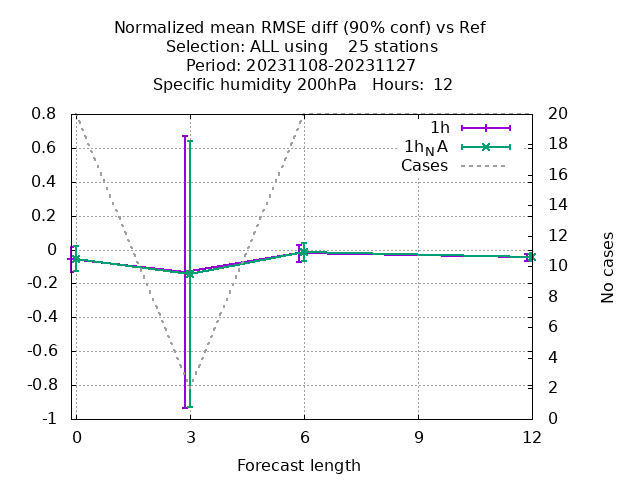 Normalized mean RMSE diff (90% conf) vs Ref
Selection: ALL using    25 stations
Period: 20231108-20231127
Specific humidity 200hPa   Hours:  12
0.8
0.6
0.4
0.2
0
-0.2
-0.4
-0.6
-0.8
-1
20
18
16
14
12
10
8
6
4
2
0
1h
1hNA
Cases
No cases
0
3
6
9
12
Forecast length